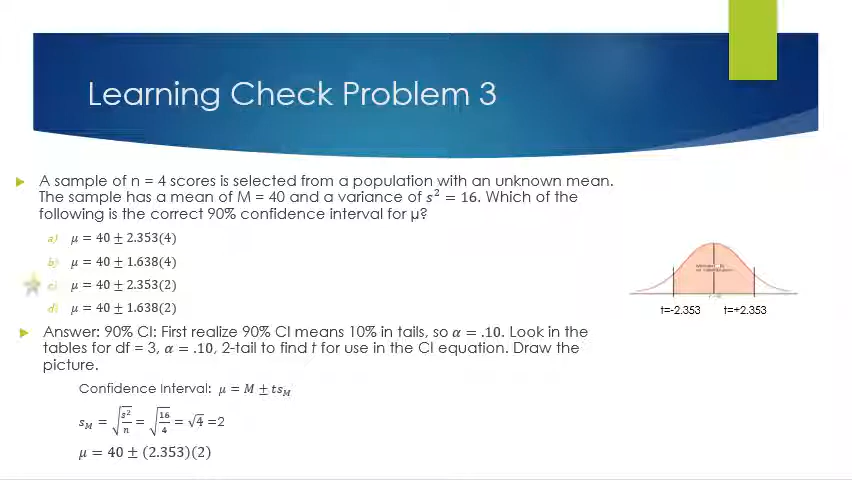 Learning Check Problem 3
A sample of n = 4 scores is selected from a population with an unknown mean.
The sample has a mean of M = 40 and a variance of s² = 16. Which of the
following is the correct 90% confidence interval for μ?
a) μ = 40 ± 2.353(4)
b) μ = 40 ± 1.638(4)
c) μ = 40 ± 2.353(2)
d) μ = 40 ± 1.638(2)
t=-2.353 t=+2.353
Answer: 90% CI: First realize 90% CI means 10% in tails, so α = .10. Look in the
tables for df = 3, α = .10, 2-tail to find t for use in the CI equation. Draw the
picture.
Confidence Interval: μ = M ± ts_M
s_M = √(s²/n) = √(16/4) = √4 =2
μ = 40 ± (2.353)(2)